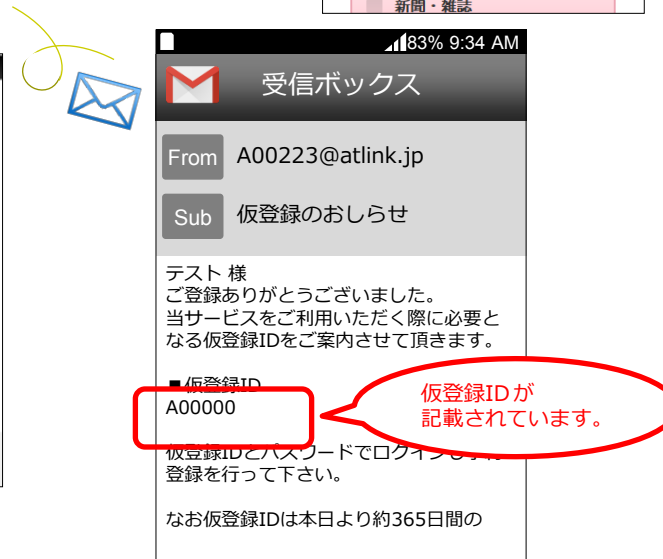 新聞・雑誌
83% 9:34 AM
受信ボックス
From A00223@atlink.jp
Sub 仮登録のおしらせ
テスト 様
ご登録ありがとうございました。
当サービスをご利用いただく際に必要と
なる仮登録IDをご案内させて頂きます。
■仮登録ID
A00000
仮登録IDが
記載されています。
仮登録IDとパスワードでログインし
登録を行って下さい。
なお仮登録IDは本日より約365日間の